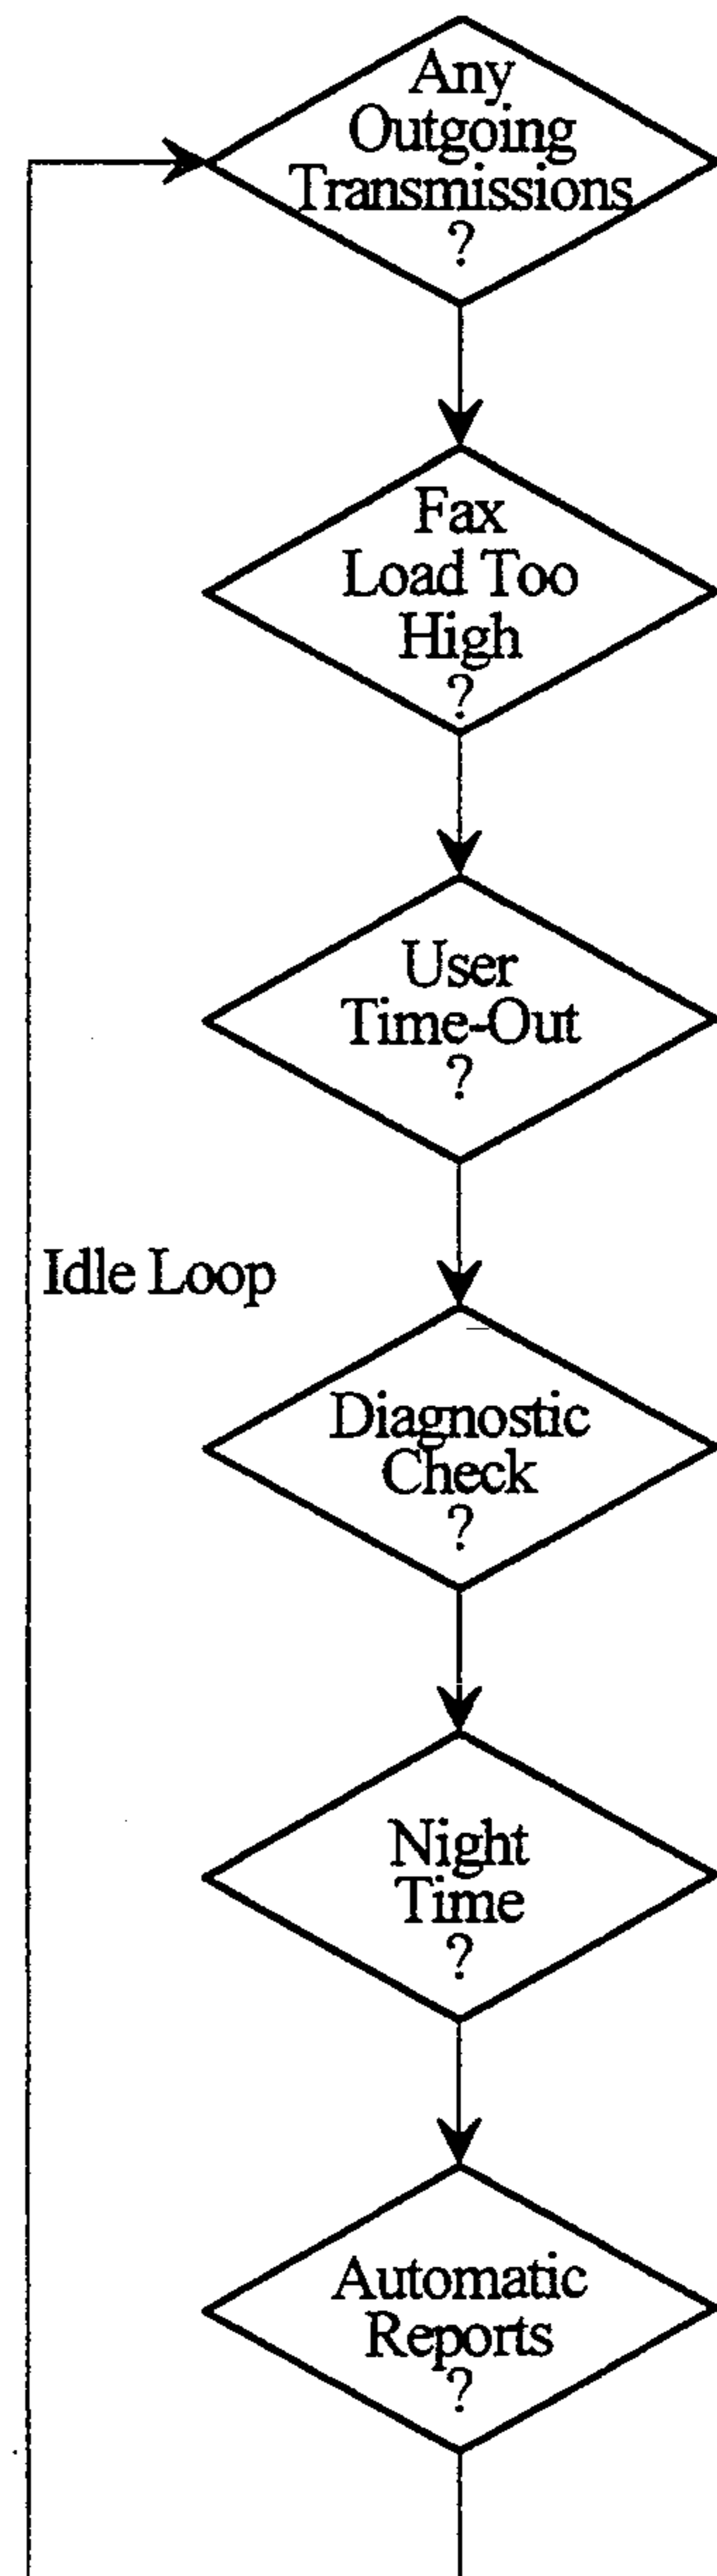 Any
Outgoing
Transmissions
?
Fax
Load Too
High
?
User
Time-Out
?
Idle Loop
Diagnostic
Check
?
Night
Time
?
Automatic
Reports
?